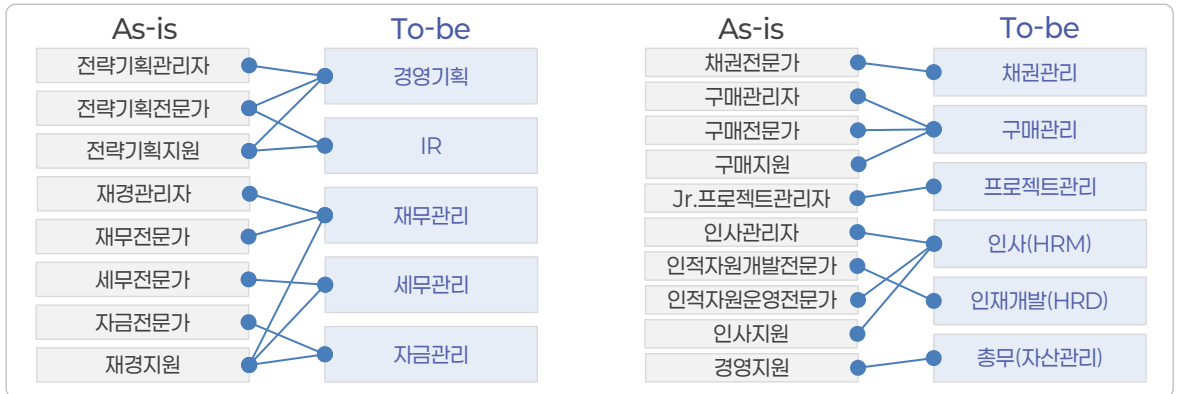 As-is
To-be
전략기획관리자
전략기획전문가
전략기획지원
재경관리자
재무전문가
세무전문가
자금전문가
재경지원
경영기획
IR
재무관리
세무관리
자금관리
As-is
To-be
채권전문가
구매관리자
구매전문가
구매지원
Jr.프로젝트관리자
인사관리자
인적자원개발전문가
인적자원운영전문가
인사지원
경영지원
채권관리
구매관리
프로젝트관리
인사(HRM)
인재개발(HRD)
총무(자산관리)